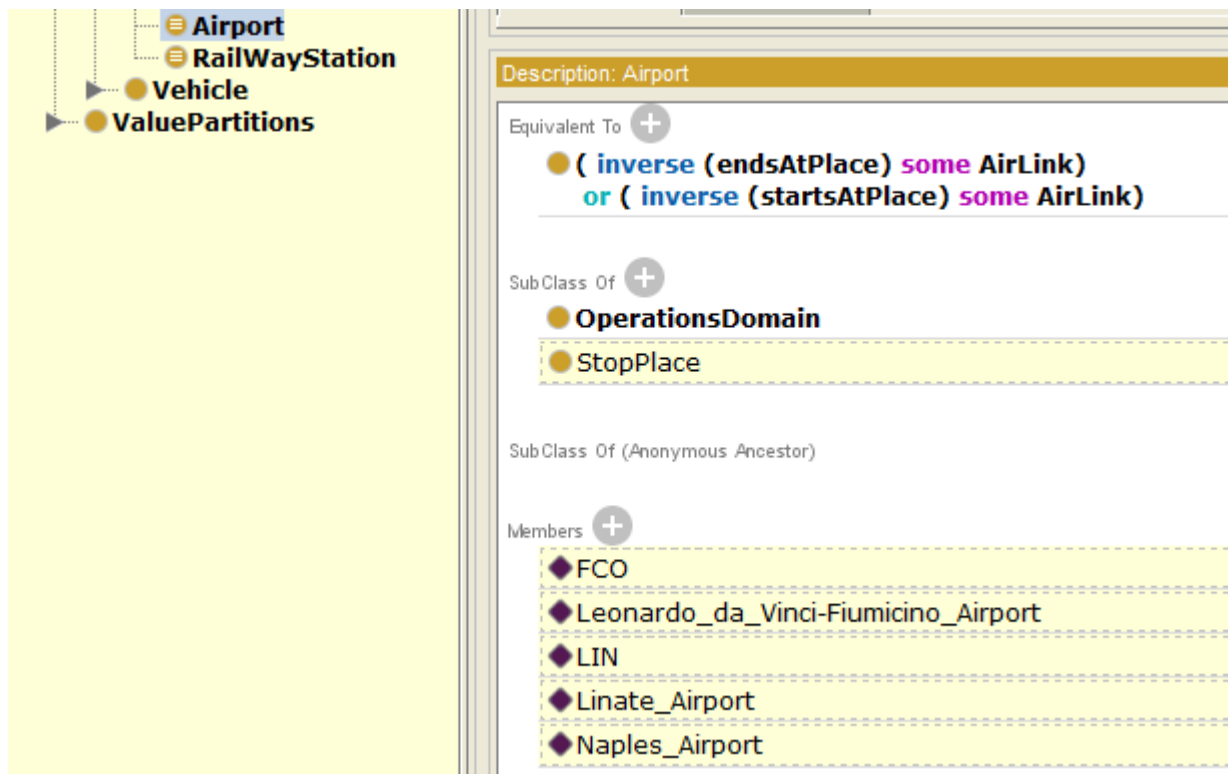 Airport
RailWayStation
Vehicle
ValuePartitions
Description: Airport
Equivalent To
( inverse (endsAtPlace) some AirLink)
or ( inverse (startsAtPlace) some AirLink)
SubClass Of
OperationsDomain
StopPlace
SubClass Of (Anonymous Ancestor)
Members
FCO
Leonardo_da_Vinci-Fiumicino_Airport
LIN
Linate_Airport
Naples_Airport